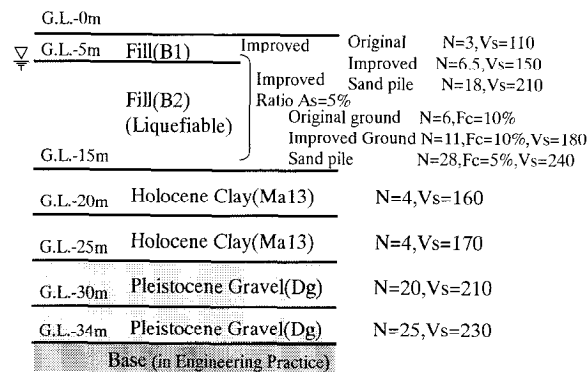 G.L.-0m
G.L.-5m Fill(B1) Improved Original N=3,Vs=110
Improved N=6.5,Vs=150
Sand pile N=18,Vs=210
Fill(B2)
(Liquefiable)
Improved
Ratio As=5%
Original ground N=6,Fc=10%
Improved Ground N=11,Fc=10%,Vs=180
G.L.-15m Sand pile N=28,Fc=5%,Vs=240
G.L.-20m Holocene Clay(Ma13) N=4,Vs=160
G.L.-25m Holocene Clay(Ma13) N=4,Vs=170
G.L.-30m Pleistocene Gravel(Dg) N=20,Vs=210
G.L.-34m Pleistocene Gravel(Dg) N=25,Vs=230
Base (in Engineering Practice)